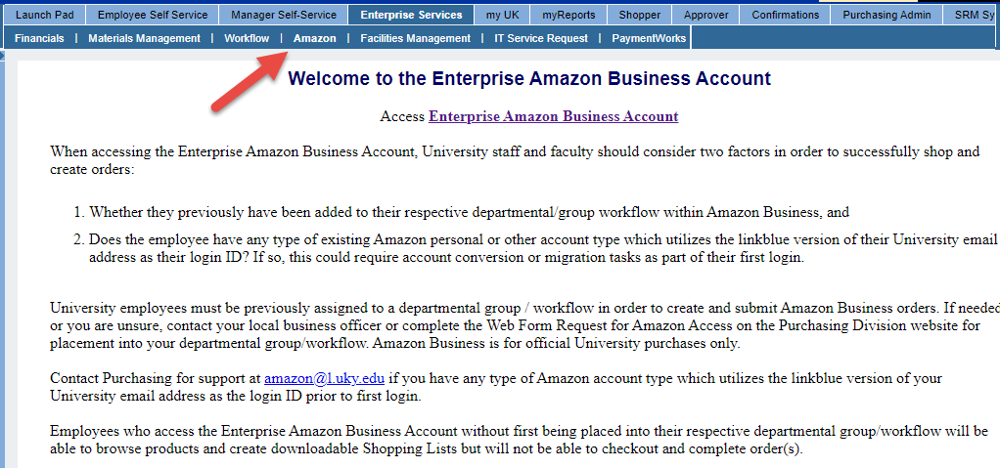 Launch Pad Employee Self Service Manager Self-Service Enterprise Services my UK myReports Shopper Approver Confirmations Purchasing Admin SRM Sy
Financials | Materials Management | Workflow | Amazon | Facilities Management | IT Service Request | PaymentWorks
Welcome to the Enterprise Amazon Business Account
Access Enterprise Amazon Business Account
When accessing the Enterprise Amazon Business Account, University staff and faculty should consider two factors in order to successfully shop and
create orders:
1. Whether they previously have been added to their respective departmental/group workflow within Amazon Business, and
2. Does the employee have any type of existing Amazon personal or other account type which utilizes the linkblue version of their University email
address as their login ID? If so, this could require account conversion or migration tasks as part of their first login.
University employees must be previously assigned to a departmental group / workflow in order to create and submit Amazon Business orders. If needed
or you are unsure, contact your local business officer or complete the Web Form Request for Amazon Access on the Purchasing Division website for
placement into your departmental group/workflow. Amazon Business is for official University purchases only.
Contact Purchasing for support at amazon@l.uky.edu if you have any type of Amazon account type which utilizes the linkblue version of your
University email address as the login ID prior to first login.
Employees who access the Enterprise Amazon Business Account without first being placed into their respective departmental group/workflow will be
able to browse products and create downloadable Shopping Lists but will not be able to checkout and complete order(s).